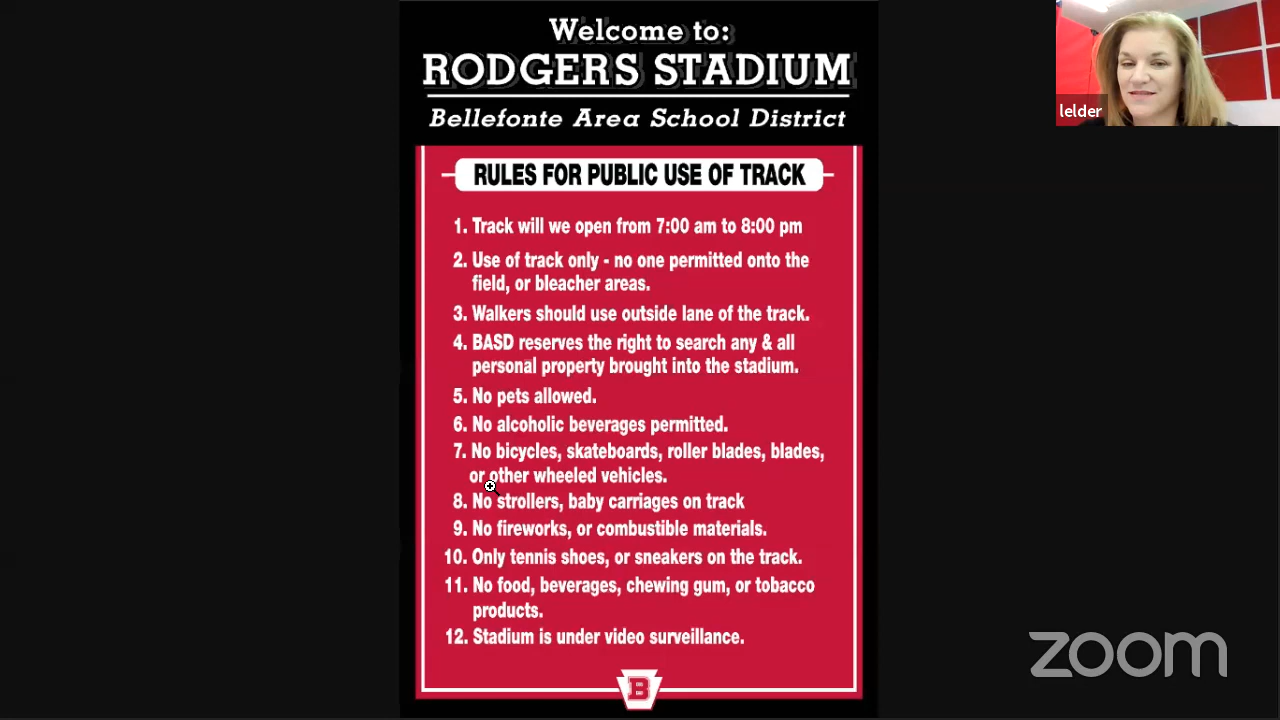 Welcome to:
RODGERS STADIUM
Bellefonte Area School District
RULES FOR PUBLIC USE OF TRACK
1. Track will we open from 7:00 am to 8:00 pm
2. Use of track only - no one permitted onto the
field, or bleacher areas.
3. Walkers should use outside lane of the track.
4. BASD reserves the right to search any & all
personal property brought into the stadium.
5. No pets allowed.
6. No alcoholic beverages permitted.
7. No bicycles, skateboards, roller blades, blades,
or other wheeled vehicles.
8. No strollers, baby carriages on track
9. No fireworks, or combustible materials.
10. Only tennis shoes, or sneakers on the track.
11. No food, beverages, chewing gum, or tobacco
products.
12. Stadium is under video surveillance.
B
lelder
zoom